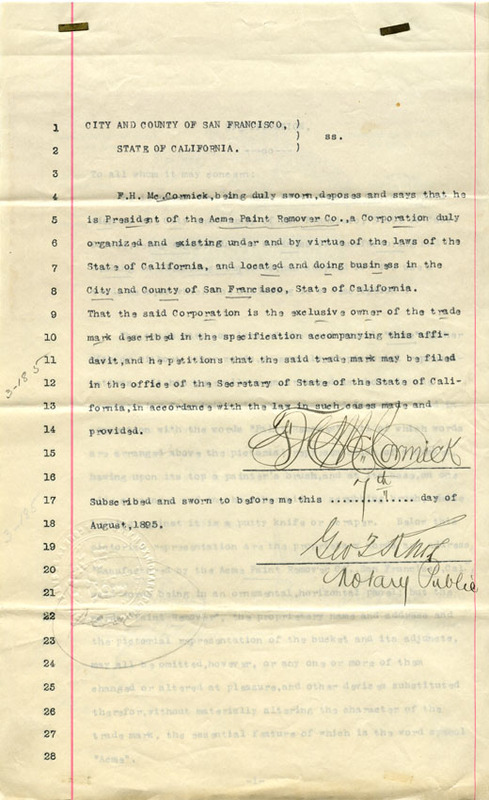 1 CITY AND COUNTY OF SAN FRANCISCO, )
) ss.
2 STATE OF CALIFORNIA. )
3 To all whom it may concern:
4 F.H. Mc.Cormick, being duly sworn, deposes and says that he
5 is President of the Acme Paint Remover Co., a Corporation duly
6 organized and existing under and by virtue of the laws of the
7 State of California, and located and doing business in the
8 City and County of San Francisco, State of California.
9 That the said Corporation is the exclusive owner of the trade
10 mark described in the specification accompanying this affi-
11 davit, and he petitions that the said trade mark may be filed
12 in the office of the Secretary of State of the State of Cali-
13 fornia, in accordance with the law in such cases made and
14 provided.
F H McCormick
15
16 7th
17 Subscribed and sworn to before me this ............. day of
18 August, 1895.
19 Geo T Knox
20 Notary Public
21
22
23 the pictorial representation of the busket and its adjuncts,
24 may all be omitted, however, or any one or more of them
25 changed or altered at pleasure, and other devices substituted
26 therefor, without materially altering the character of the
27 trade mark, the essential feature of which is the word symbol
28 "Acme".
-1-
3-185
3-185